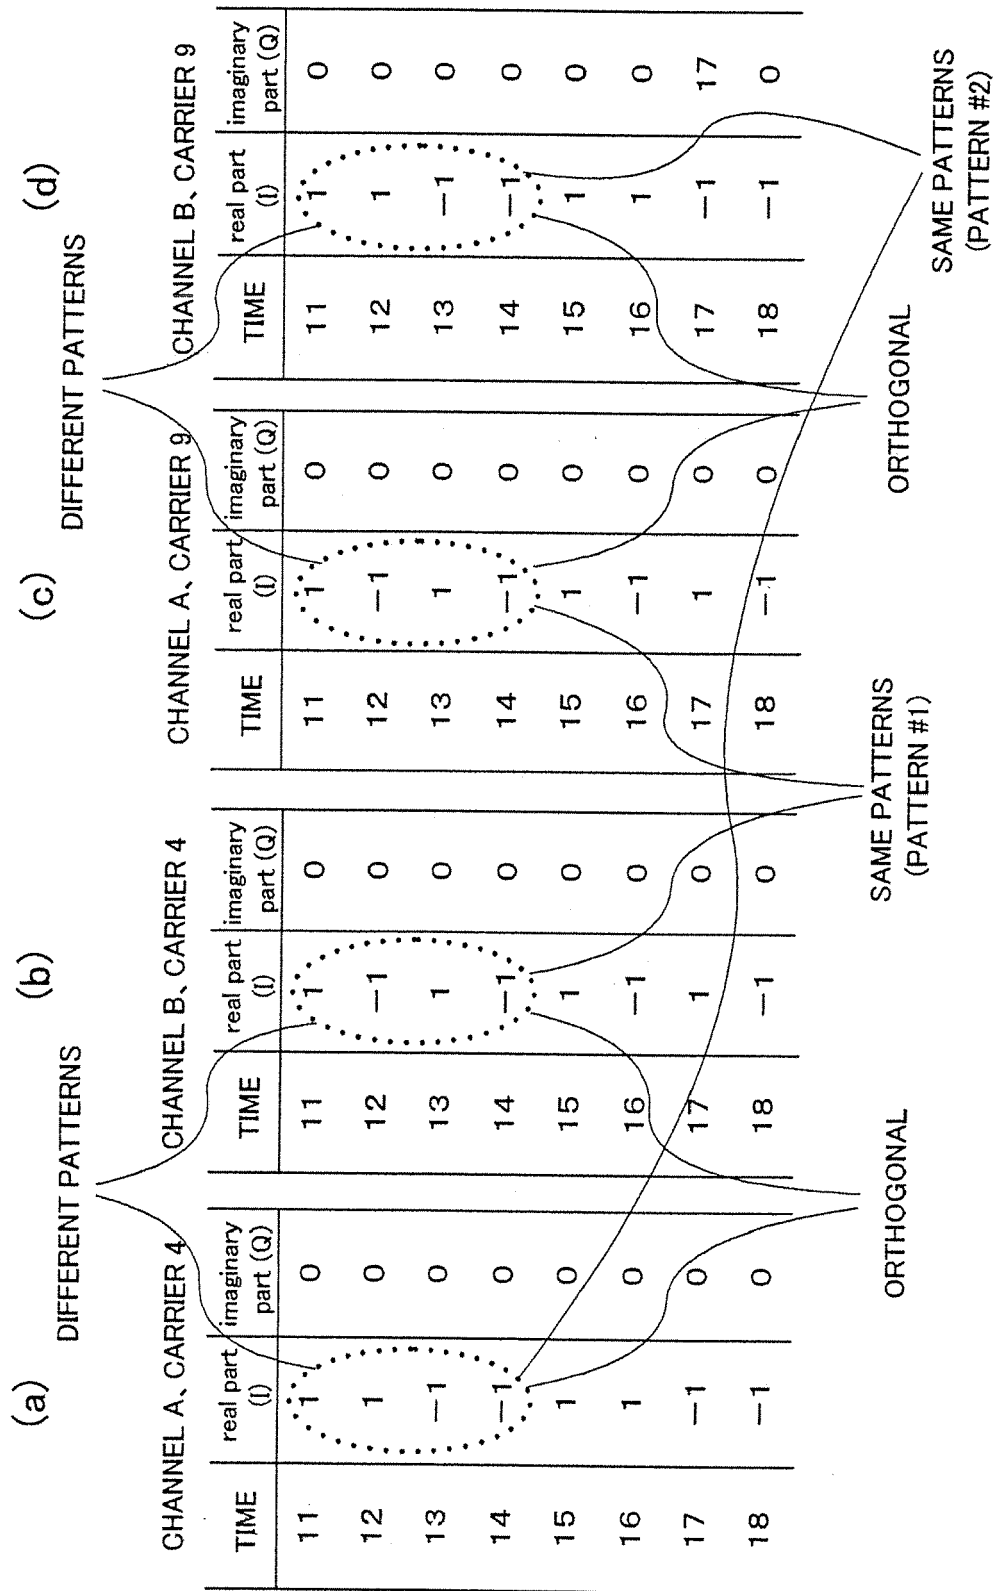 (a)
(b)
(c)
(d)
DIFFERENT PATTERNS
DIFFERENT PATTERNS
CHANNEL A、CARRIER 4
TIME real part (I) imaginary part (Q)
11 1 0
12 1 0
13 −1 0
14 −1 0
15 1 0
16 1 0
17 −1 0
18 −1 0
CHANNEL B、CARRIER 4
TIME real part (I) imaginary part (Q)
11 1 0
12 −1 0
13 1 0
14 −1 0
15 1 0
16 −1 0
17 1 0
18 −1 0
CHANNEL A、CARRIER 9
TIME real part (I) imaginary part (Q)
11 1 0
12 −1 0
13 1 0
14 −1 0
15 1 0
16 −1 0
17 1 0
18 −1 0
CHANNEL B、CARRIER 9
TIME real part (I) imaginary part (Q)
11 1 0
12 1 0
13 −1 0
14 −1 0
15 1 0
16 1 0
17 −1 17
18 −1 0
ORTHOGONAL
SAME PATTERNS
(PATTERN #1)
ORTHOGONAL
SAME PATTERNS
(PATTERN #2)